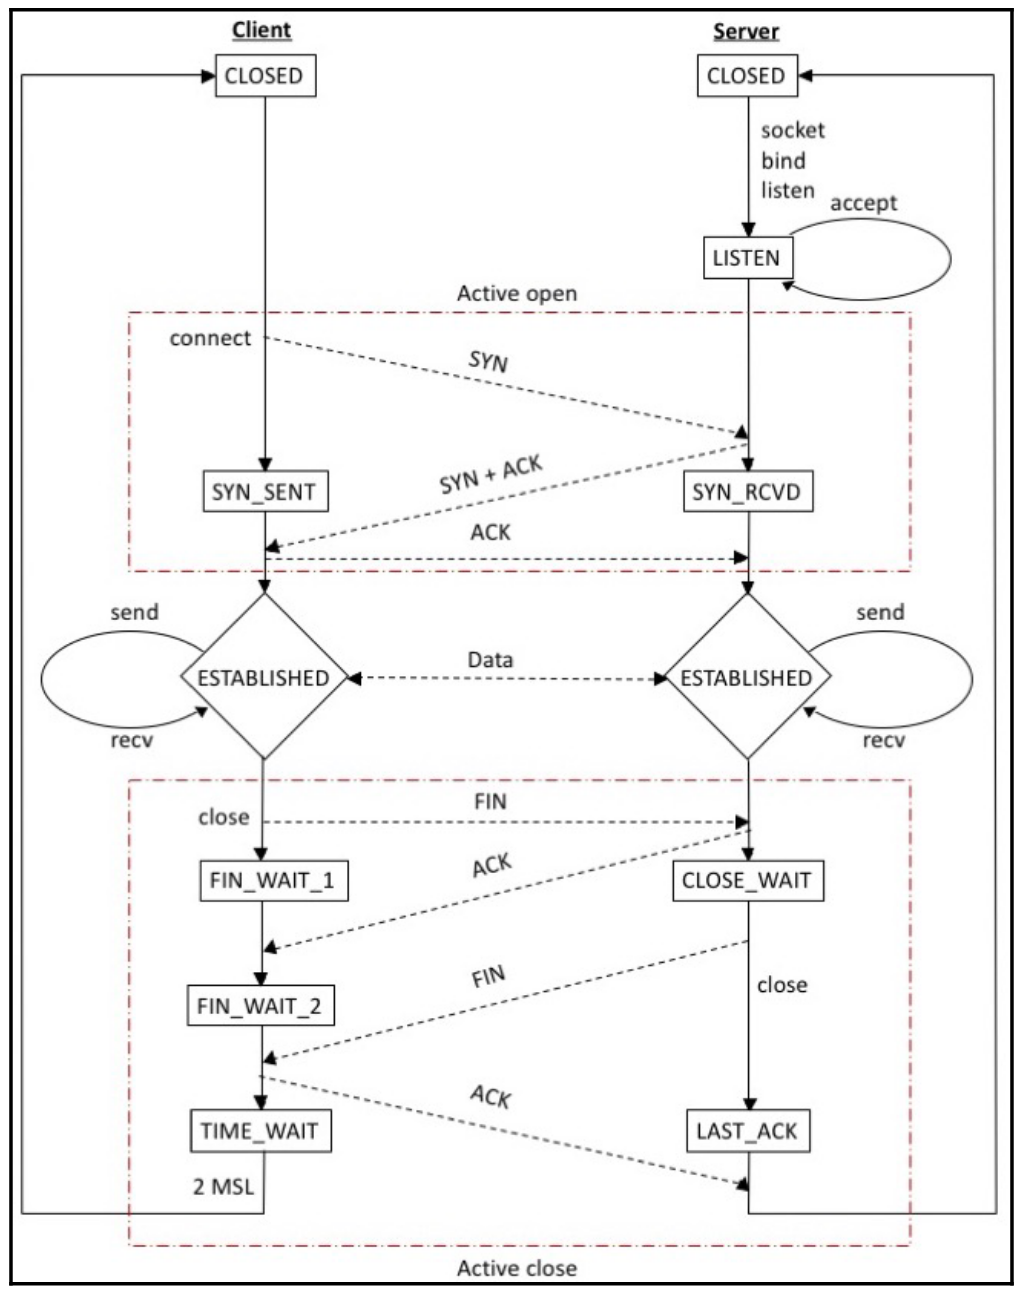 Client
Server
CLOSED
CLOSED
socket
bind
listen
accept
LISTEN
Active open
connect
SYN
SYN + ACK
SYN_SENT
SYN_RCVD
ACK
send
send
Data
ESTABLISHED
ESTABLISHED
recv
recv
FIN
close
ACK
FIN_WAIT_1
CLOSE_WAIT
FIN
close
FIN_WAIT_2
ACK
TIME_WAIT
LAST_ACK
2 MSL
Active close